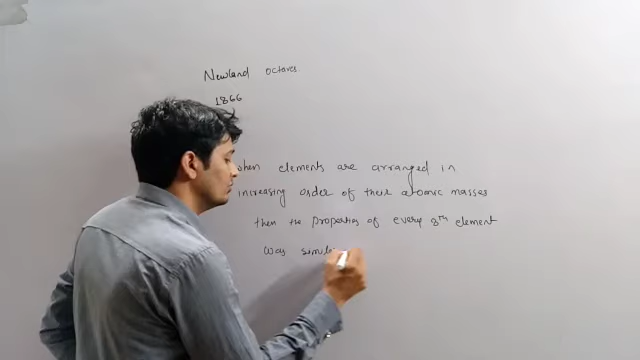 Newland octaves.
1866
when elements are arranged in
increasing order of their atomic masses
then the properties of every 8th element
was simil